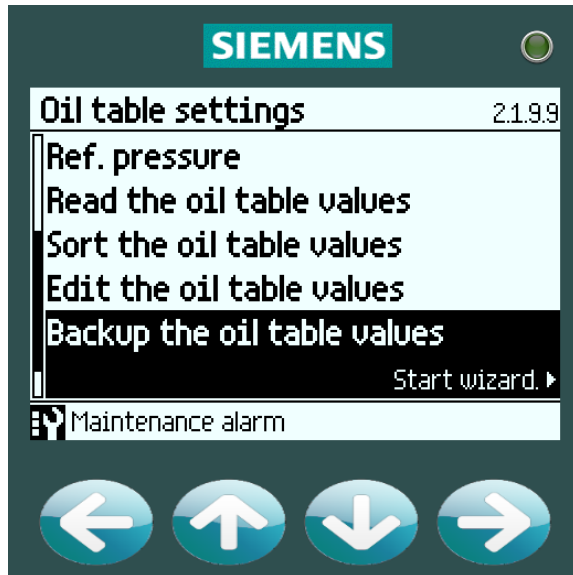 SIEMENS
Oil table settings 2.1.9.9
Ref. pressure
Read the oil table values
Sort the oil table values
Edit the oil table values
Backup the oil table values
Start wizard.
Maintenance alarm